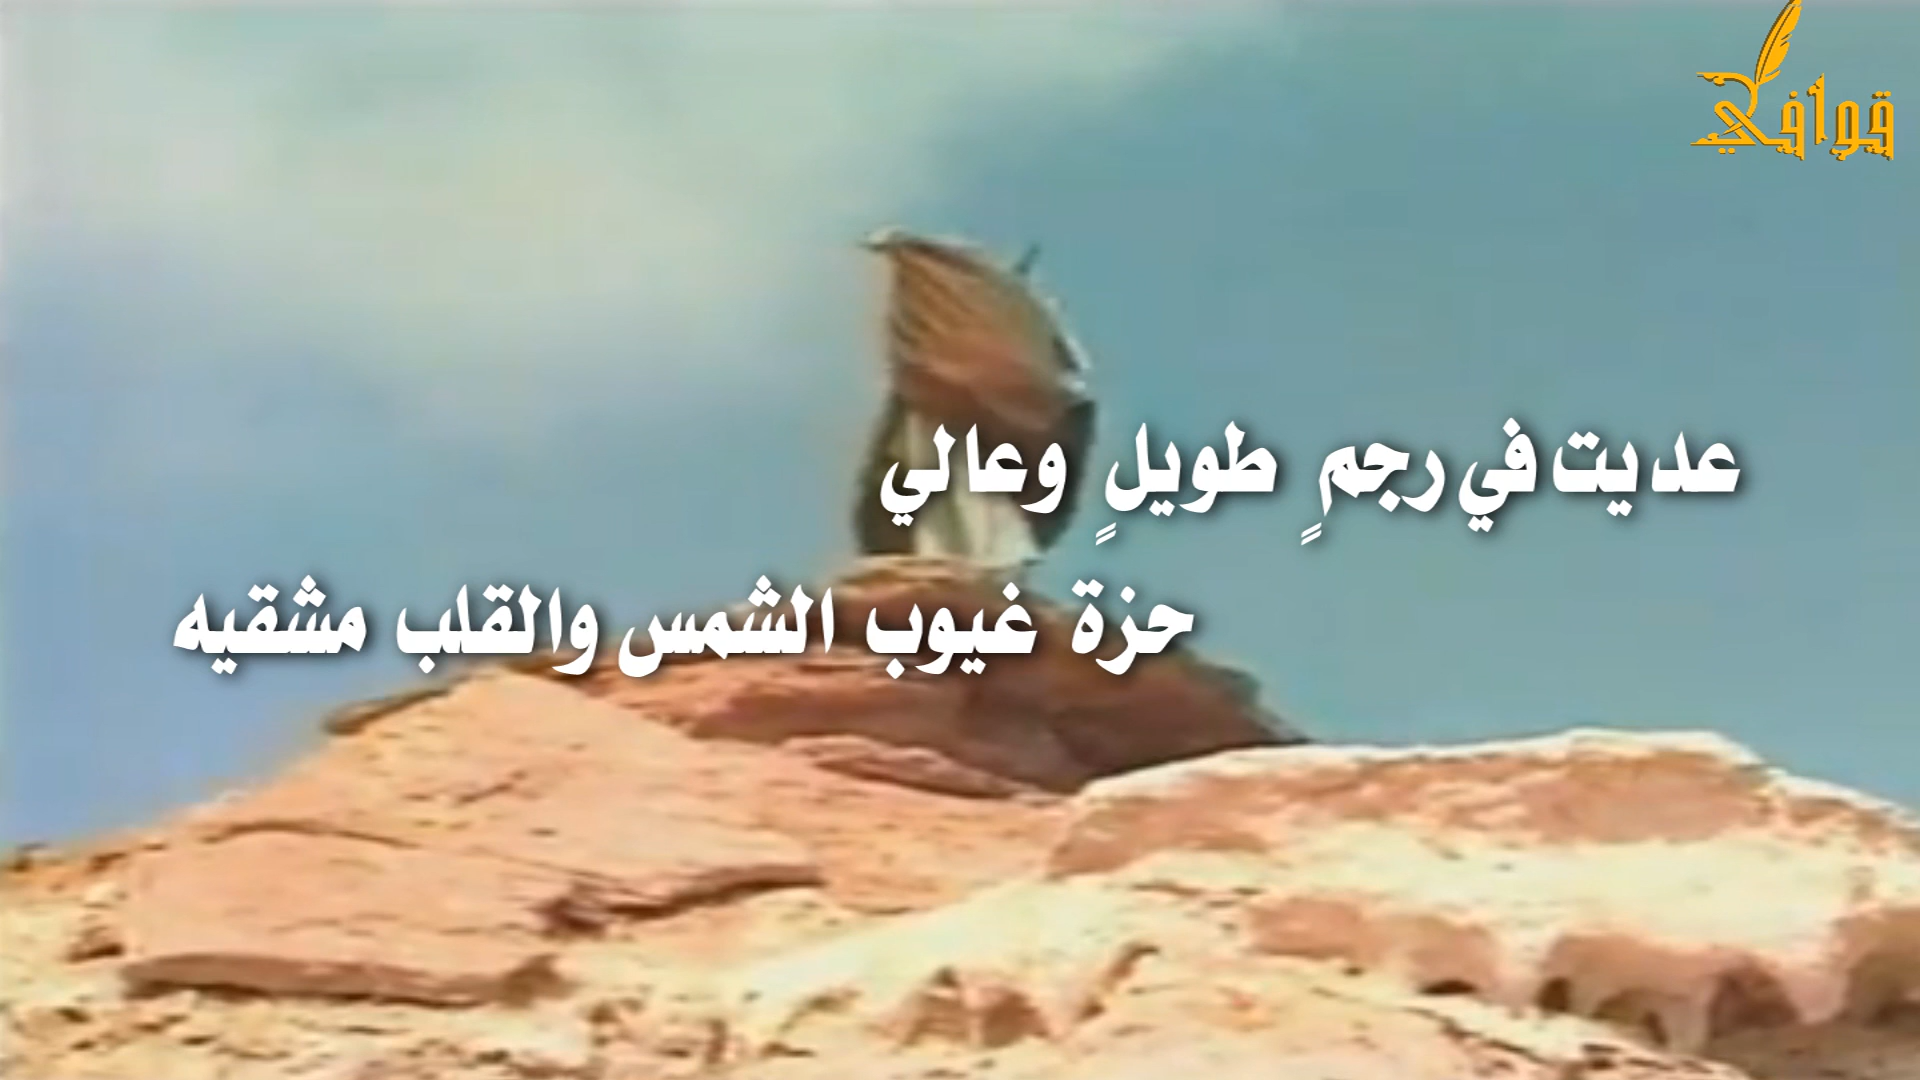 قوافي
عديت في رجمٍ طويلٍ وعالي
حزة غيوب الشمس والقلب مشقيه